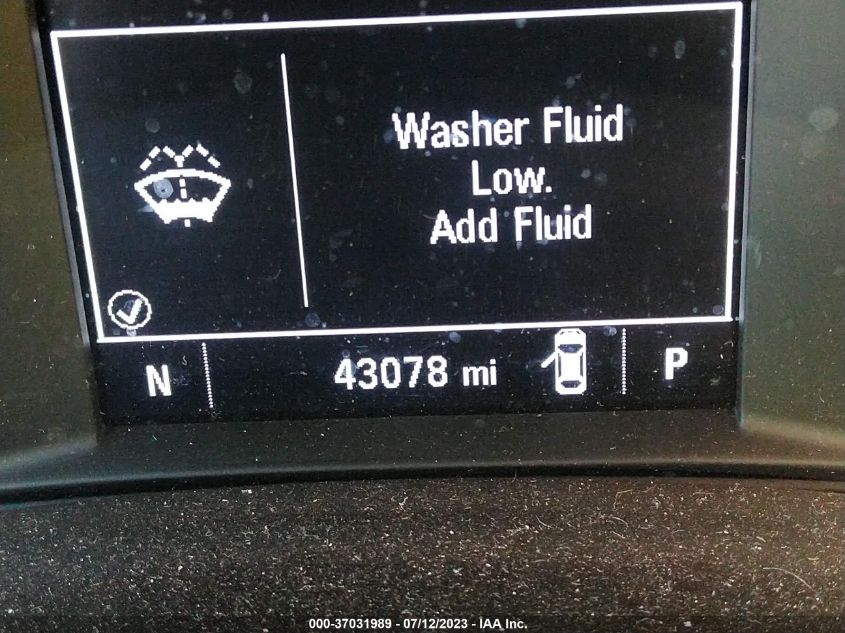 Washer Fluid
Low.
Add Fluid
N 43078 mi P
000-37031989 - 07/12/2023 - IAA Inc.